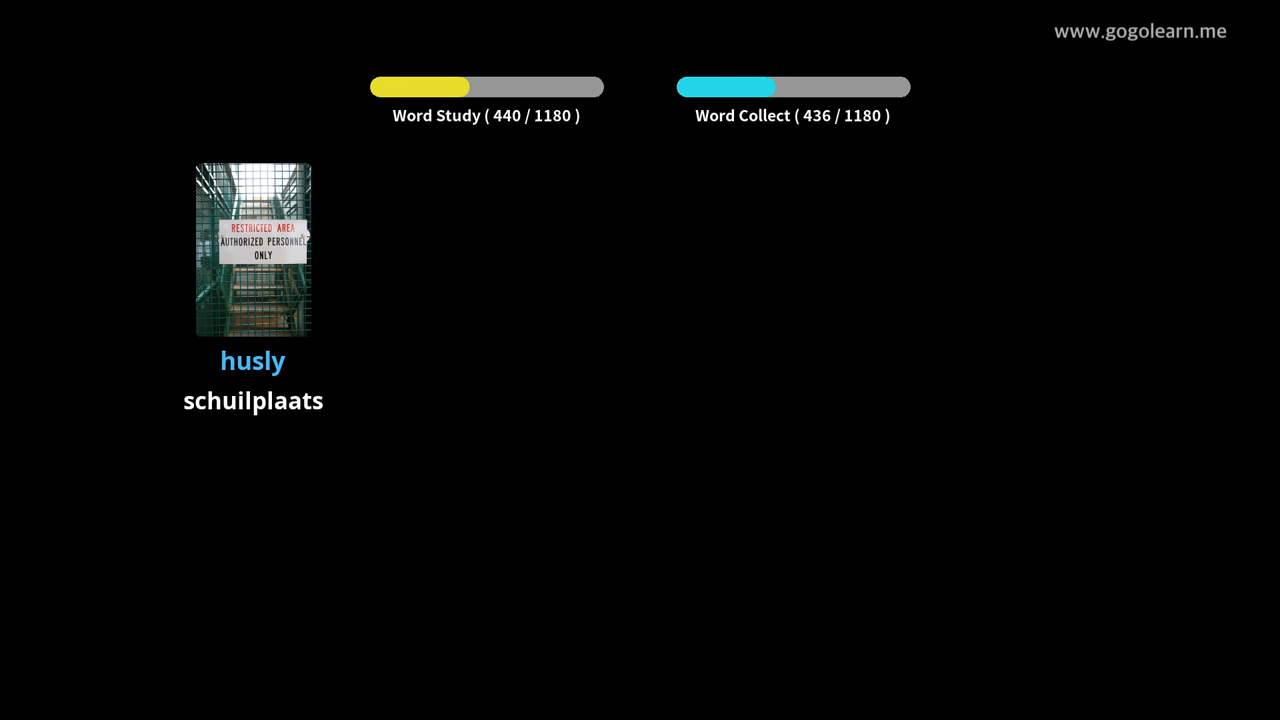 www.gogolearn.me
Word Study ( 440 / 1180 )
Word Collect ( 436 / 1180 )
RESTRICTED AREA
AUTHORIZED PERSONNEL
ONLY
husly
schuilplaats